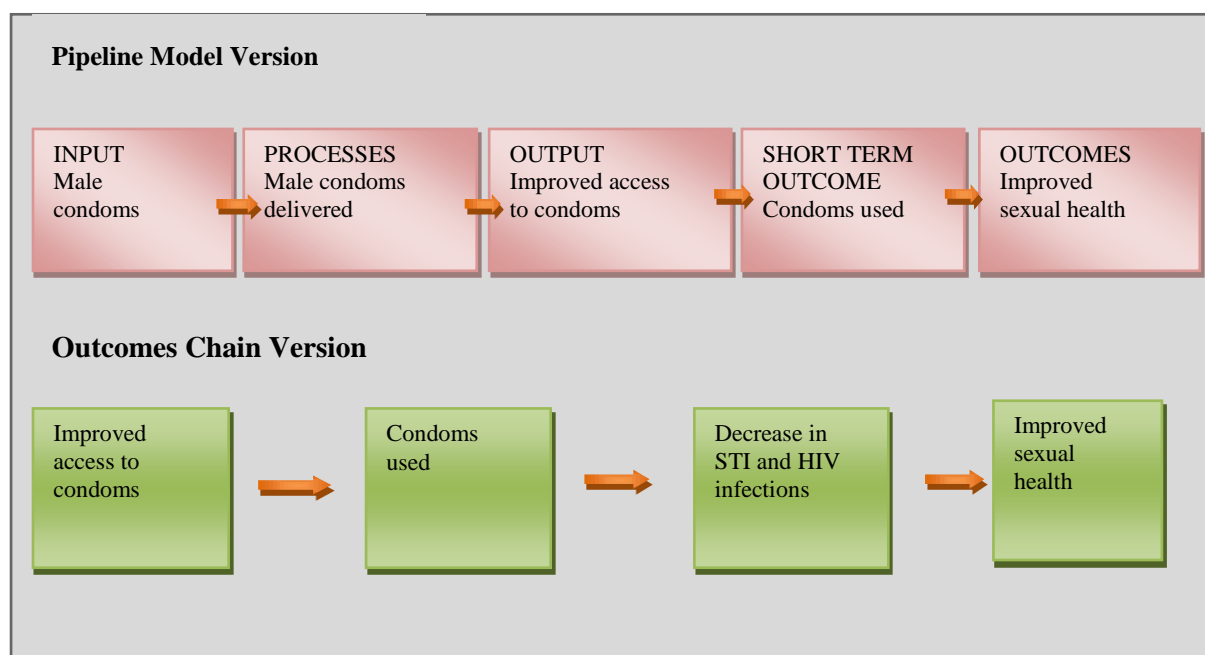 Pipeline Model Version
INPUT
Male
condoms
PROCESSES
Male condoms
delivered
OUTPUT
Improved access
to condoms
SHORT TERM
OUTCOME
Condoms used
OUTCOMES
Improved
sexual health
Outcomes Chain Version
Improved
access to
condoms
Condoms
used
Decrease in
STI and HIV
infections
Improved
sexual
health